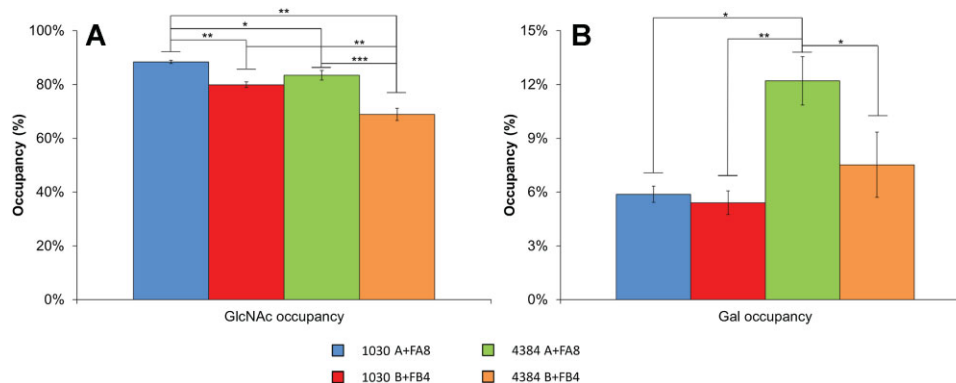 A
B
**
*
**
**
***
*
**
*
100%
80%
60%
40%
20%
0%
Occupancy (%)
GlcNAc occupancy
15%
12%
9%
6%
3%
0%
Occupancy (%)
Gal occupancy
1030 A+FA8
4384 A+FA8
1030 B+FB4
4384 B+FB4